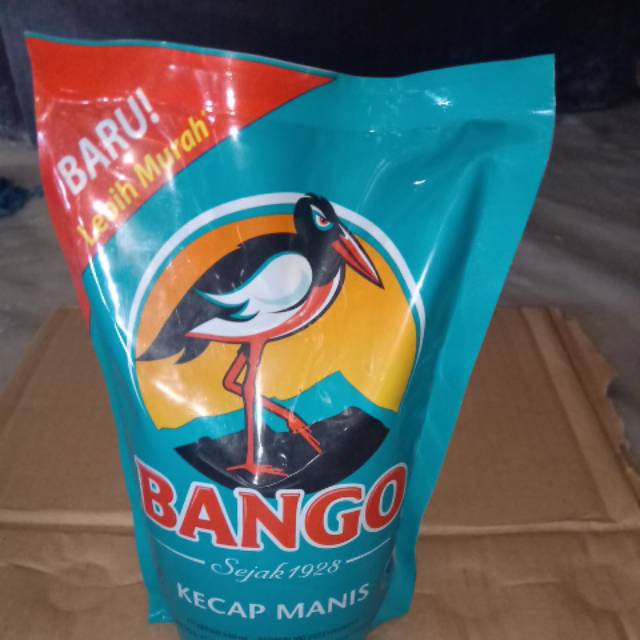 BARU!
Lebih Murah
BANGO
Sejak 1928
KECAP MANIS